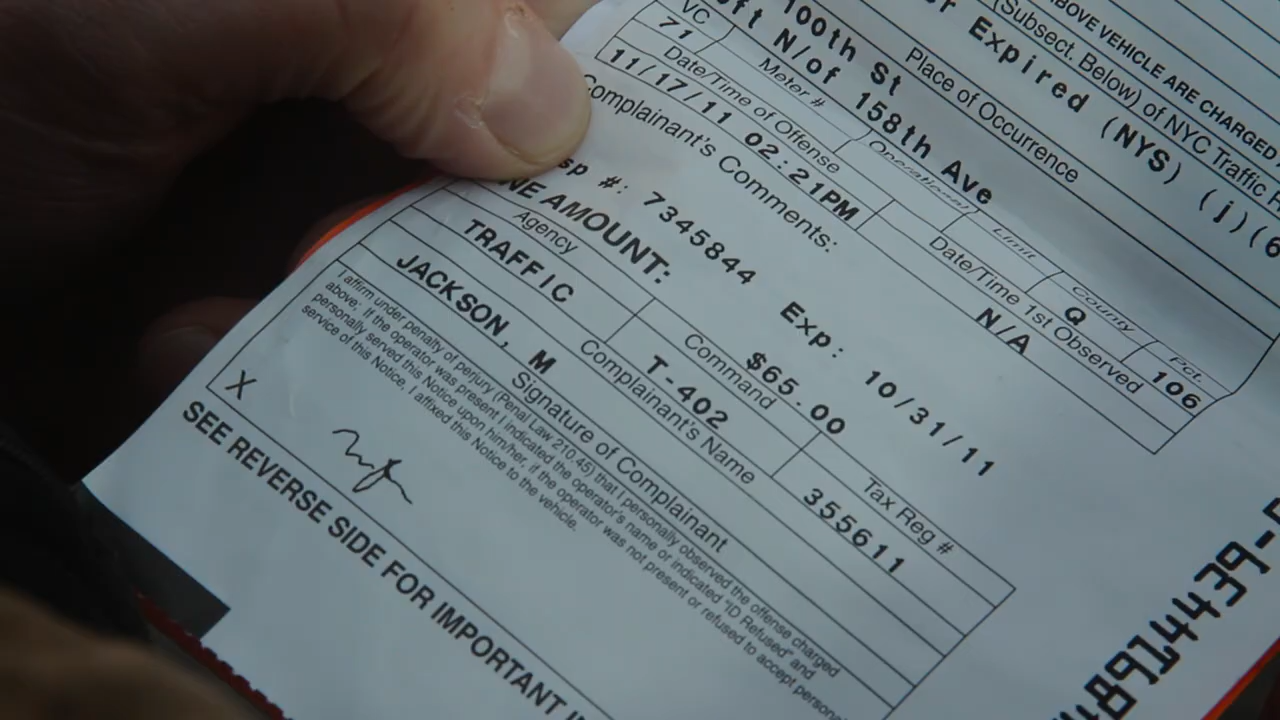 ABOVE VEHICLE ARE CHARGED A
(Subsect. Below) of NYC Traffic R
r Expired (NYS) (j)(6
Place of Occurrence
100th St
ft N/of 158th Ave
VC
71
Meter #
Operational
Limit
County
Q
Pct.
106
Date/Time of Offense
11/17/11 02:21PM
Date/Time 1st Observed
N/A
Complainant's Comments:
sp #: 7345844 Exp: 10/31/11
NE AMOUNT: $65.00
Agency
TRAFFIC
Command
T-402
Tax Reg #
355611
Complainant's Name
JACKSON, M
Signature of Complainant
I affirm under penalty of perjury (Penal Law 210.45) that I personally observed the offense charged
above; If the operator was present I indicated the operator's name or indicated "ID Refused" and
personally served this Notice upon him/her, if the operator was not present or refused to accept personal
service of this Notice, I affixed this Notice to the vehicle.
X
SEE REVERSE SIDE FOR IMPORTANT
48914439-5